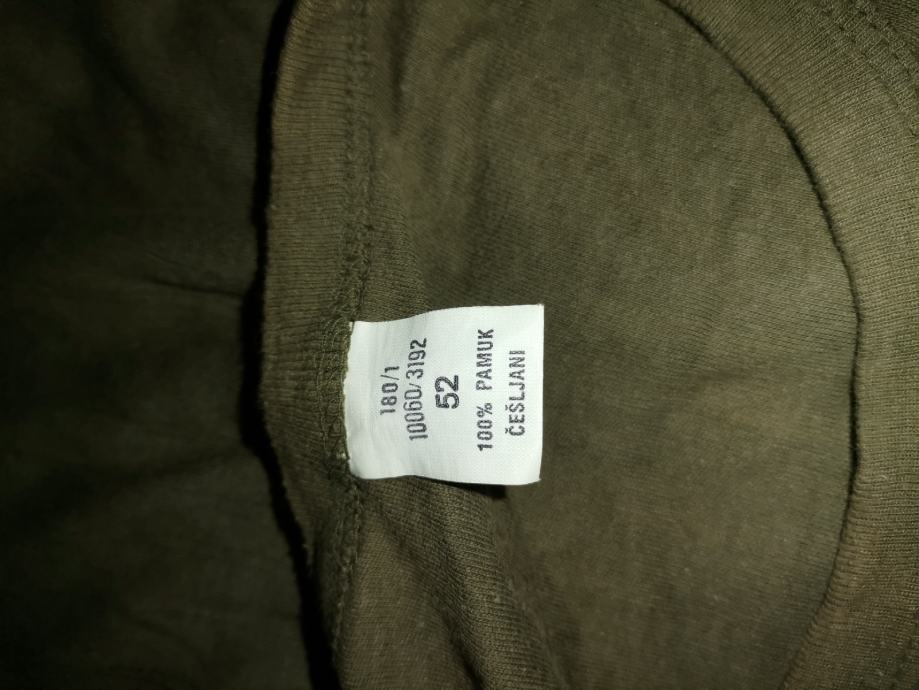 180/1
10060/3192
52
100% PAMUK
ČEŠLJANI